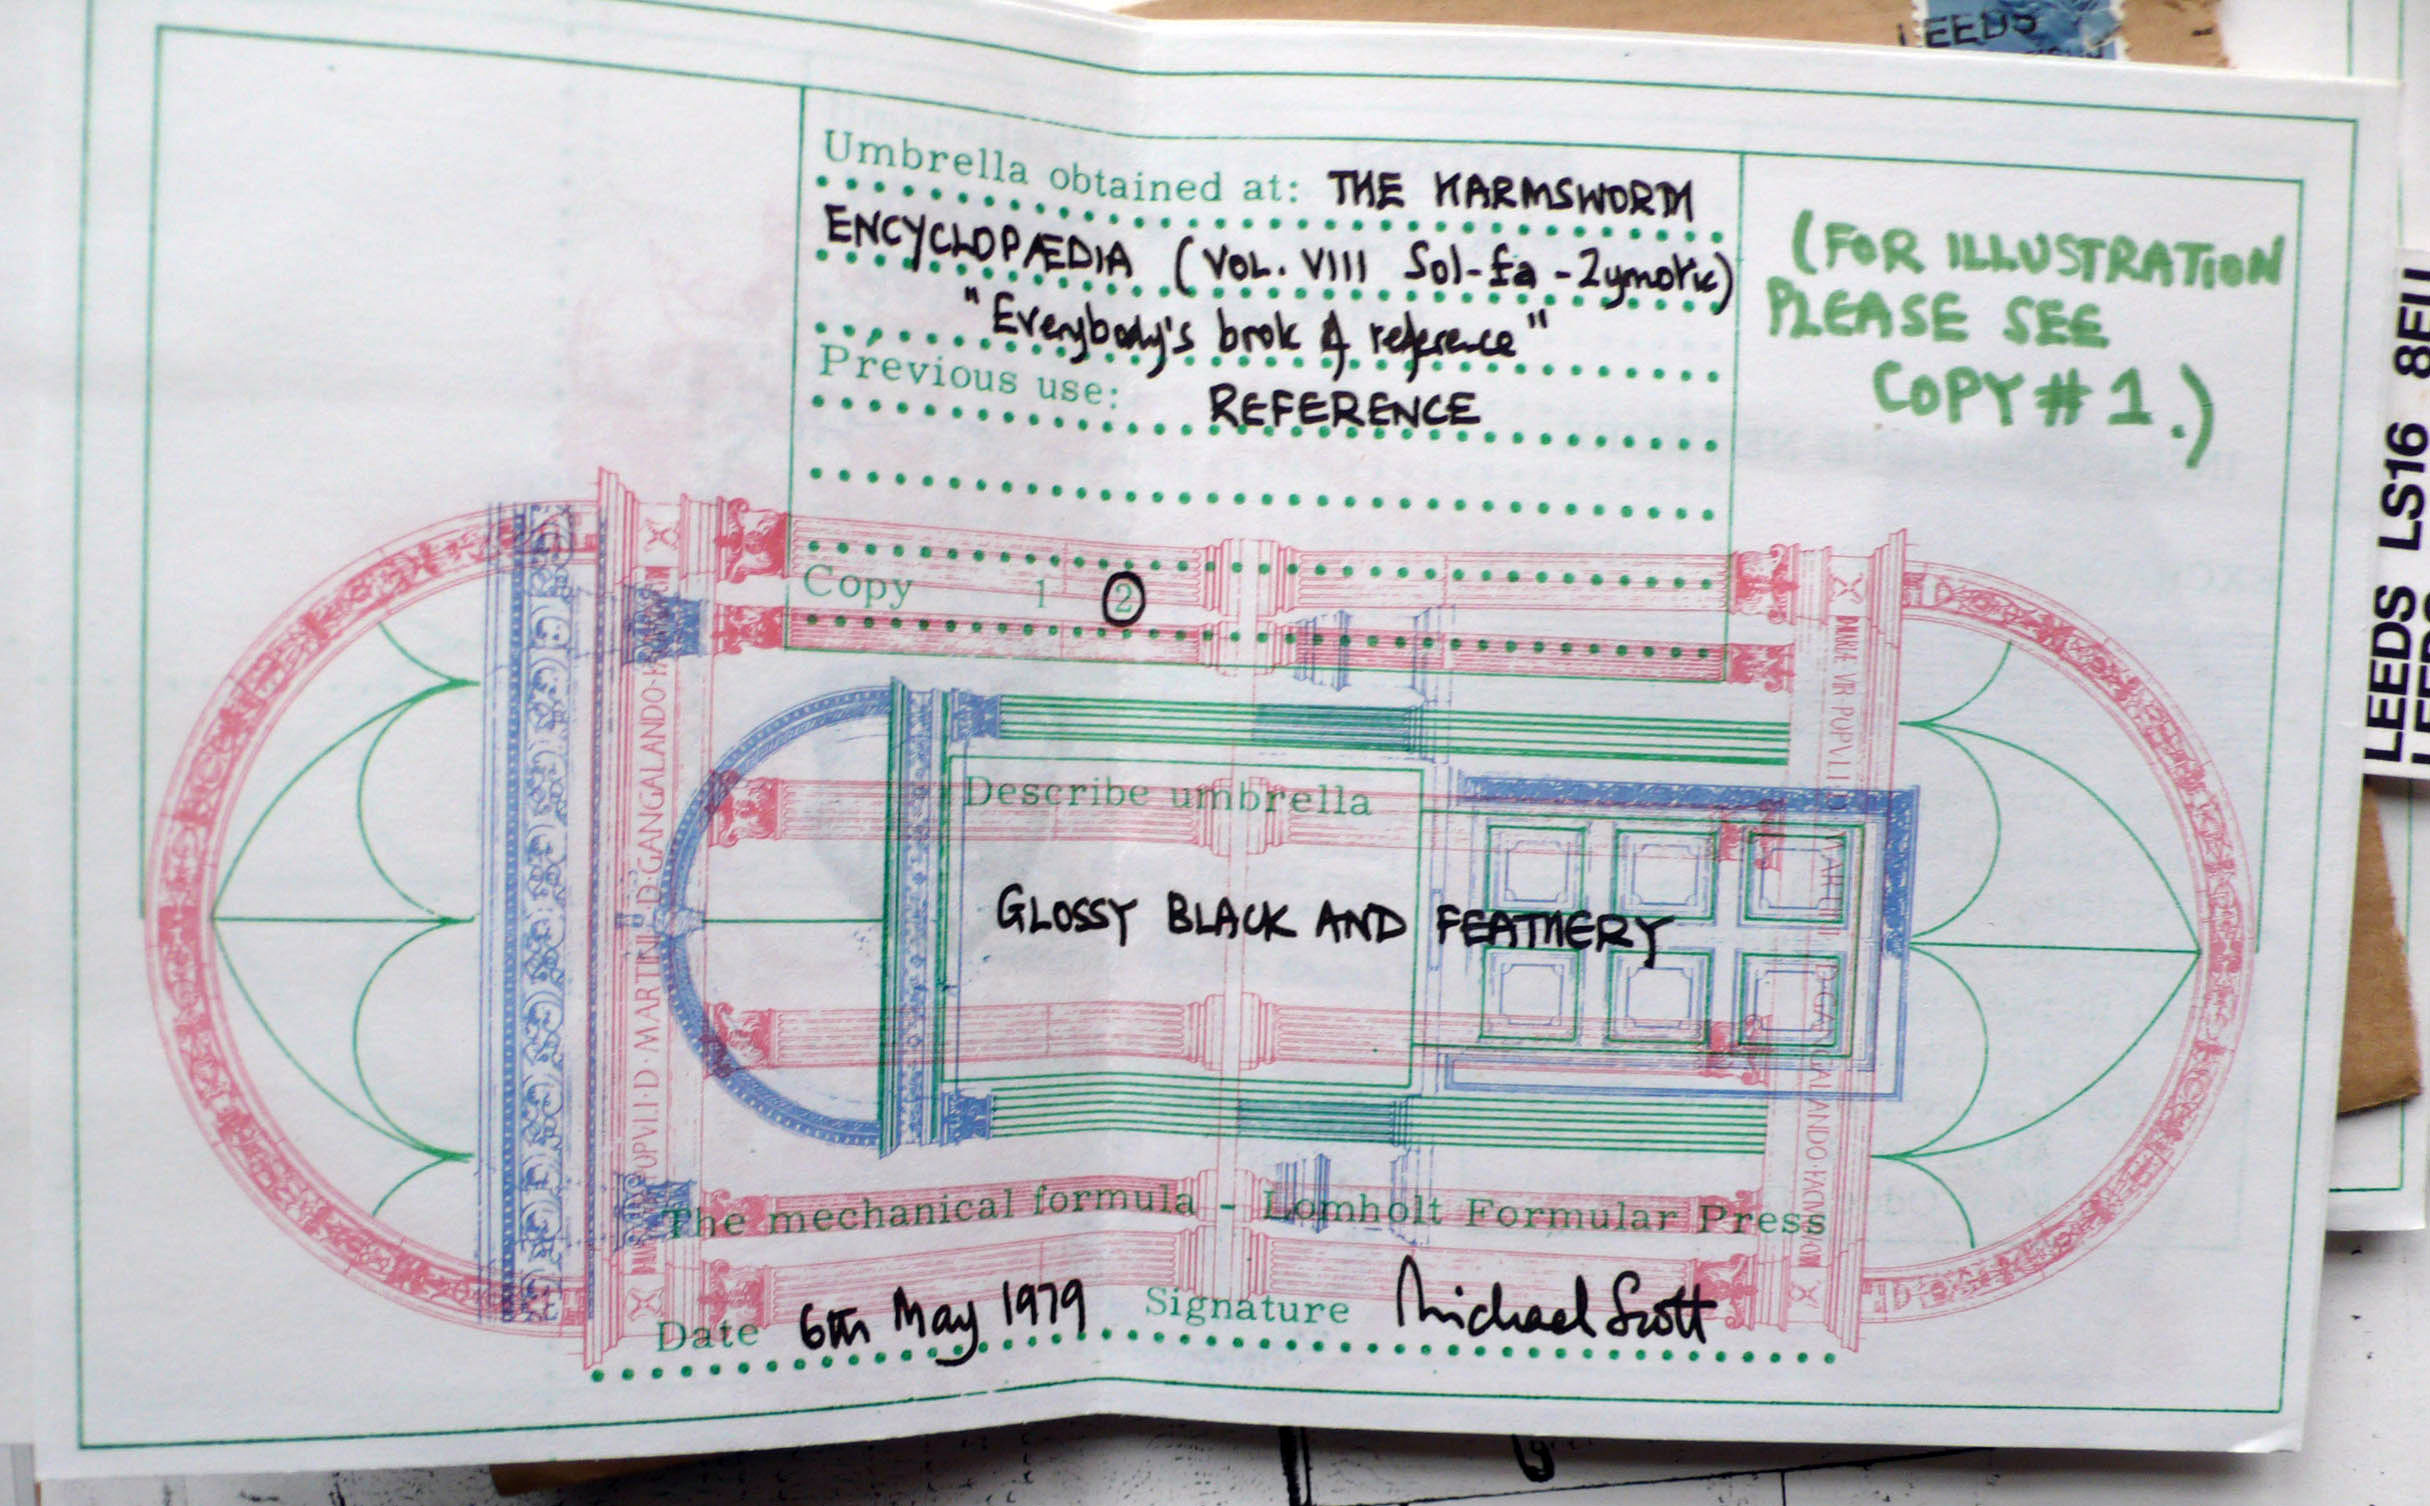 LEEDS
Umbrella obtained at: THE HARMSWORTH
ENCYCLOPÆDIA (VOL. VIII Sol-fa - Zymotic)
"Everybody's book of reference"
Previous use: REFERENCE
(FOR ILLUSTRATION
PLEASE SEE
COPY # 1.)
Copy 1 2
Describe umbrella
GLOSSY BLACK AND FEATHERY
The mechanical formula - Lomholt Formular Press
Date 6th May 1979 Signature Michael Scott
LEEDS LS16 8EU